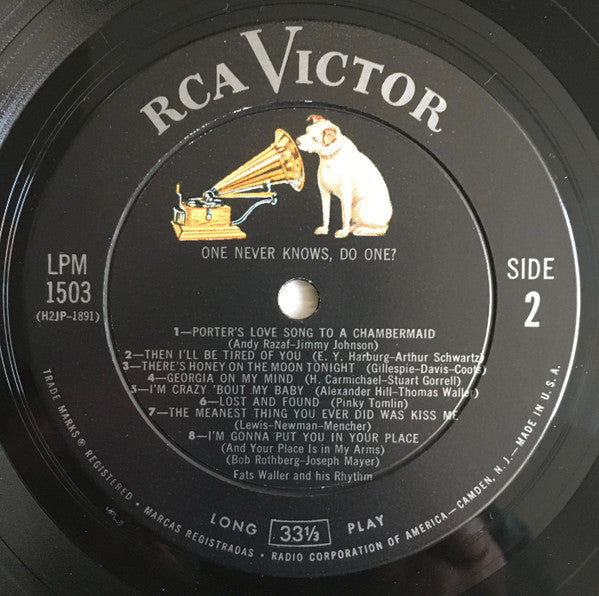 RCA VICTOR
ONE NEVER KNOWS, DO ONE?
LPM
1503
(H2JP-1891)
SIDE
2
1—PORTER'S LOVE SONG TO A CHAMBERMAID
(Andy Razaf-Jimmy Johnson)
2—THEN I'LL BE TIRED OF YOU (E. Y. Harburg-Arthur Schwartz)
3—THERE'S HONEY ON THE MOON TONIGHT (Gillespie-Davis-Coots)
4—GEORGIA ON MY MIND (H. Carmichael-Stuart Gorrell)
5—I'M CRAZY 'BOUT MY BABY (Alexander Hill-Thomas Waller)
6—LOST AND FOUND (Pinky Tomlin)
7—THE MEANEST THING YOU EVER DID WAS KISS ME
(Lewis-Newman-Mencher)
8—I'M GONNA PUT YOU IN YOUR PLACE
(And Your Place is in My Arms)
(Bob Rothberg-Joseph Mayer)
Fats Waller and his Rhythm
LONG 33⅓ PLAY
TRADE MARKS ® REGISTERED • MARCAS REGISTRADAS • RADIO CORPORATION OF AMERICA—CAMDEN, N. J.—MADE IN U.S.A.